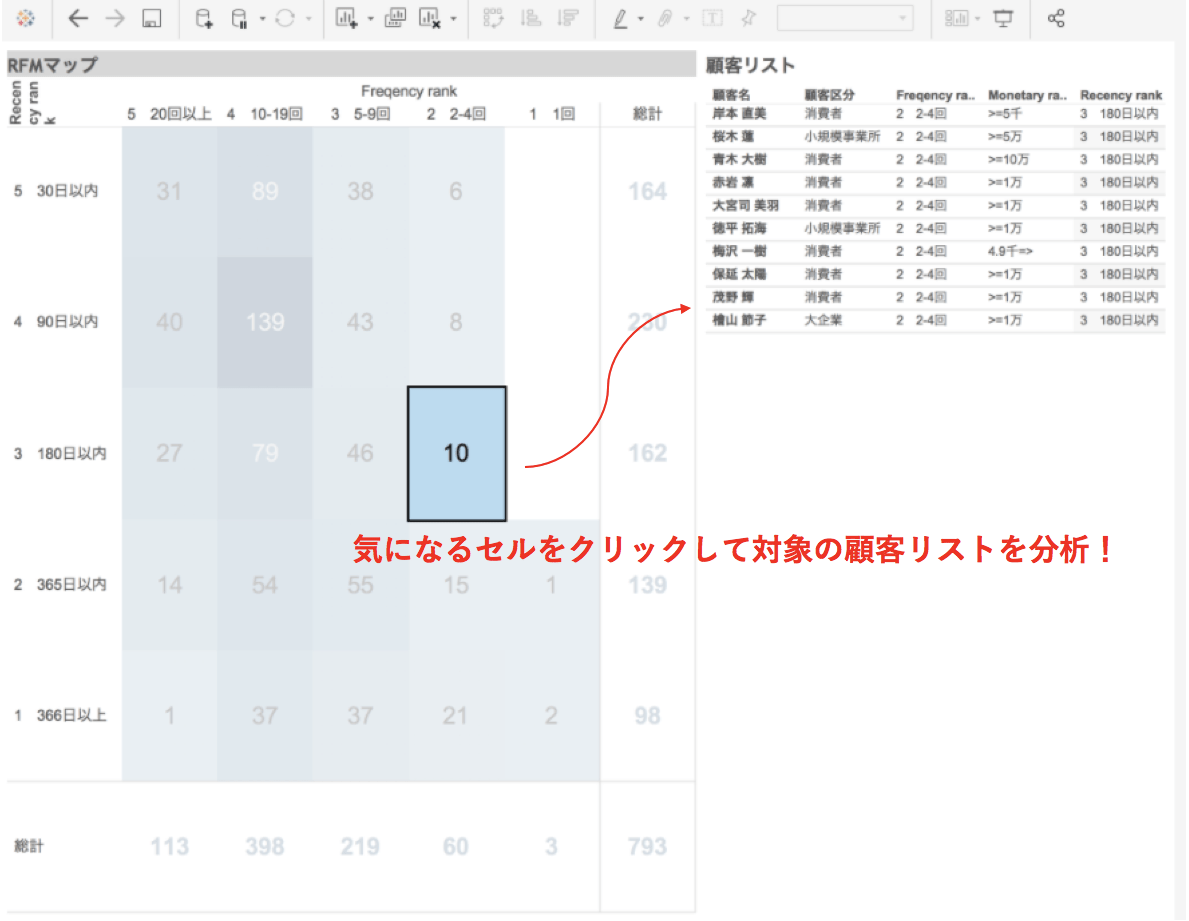 RFMマップ
Recen
cy ran
k
Freqency rank
5 20回以上 4 10-19回 3 5-9回 2 2-4回 1 1回 総計
5 30日以内 31 89 38 6 164
4 90日以内 40 139 43 8 230
3 180日以内 27 79 46 10 162
2 365日以内 14 54 55 15 1 139
1 366日以上 1 37 37 21 2 98
総計 113 398 219 60 3 793
顧客リスト
顧客名 顧客区分 Freqency ra.. Monetary ra.. Recency rank
岸本 直美 消費者 2 2-4回 >=5千 3 180日以内
桜木 蓮 小規模事業所 2 2-4回 >=5万 3 180日以内
青木 大樹 消費者 2 2-4回 >=10万 3 180日以内
赤岩 凛 消費者 2 2-4回 >=1万 3 180日以内
大宮司 美羽 消費者 2 2-4回 >=1万 3 180日以内
徳平 拓海 小規模事業所 2 2-4回 >=1万 3 180日以内
梅沢 一樹 消費者 2 2-4回 4.9千=> 3 180日以内
保延 太陽 消費者 2 2-4回 >=1万 3 180日以内
茂野 輝 消費者 2 2-4回 >=1万 3 180日以内
檜山 節子 大企業 2 2-4回 >=1万 3 180日以内
気になるセルをクリックして対象の顧客リストを分析！